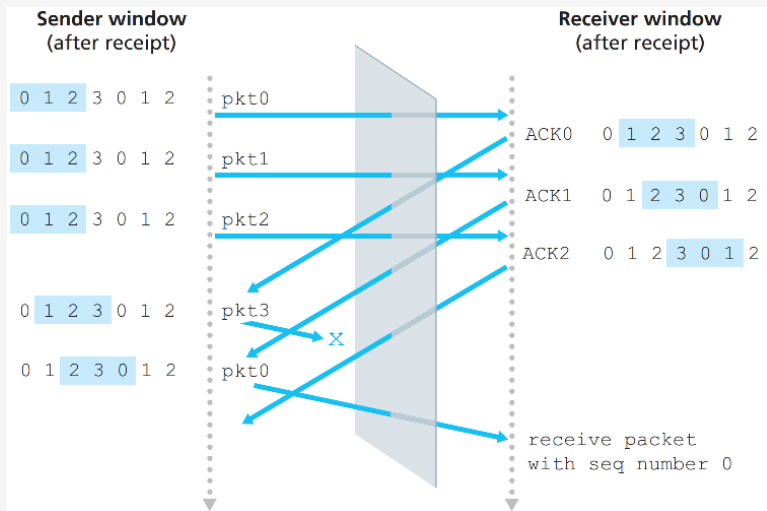 Sender window
(after receipt)
Receiver window
(after receipt)
0 1 2 3 0 1 2
pkt0
ACK0
0 1 2 3 0 1 2
0 1 2 3 0 1 2
pkt1
ACK1
0 1 2 3 0 1 2
0 1 2 3 0 1 2
pkt2
ACK2
0 1 2 3 0 1 2
0 1 2 3 0 1 2
pkt3
X
0 1 2 3 0 1 2
pkt0
receive packet
with seq number 0